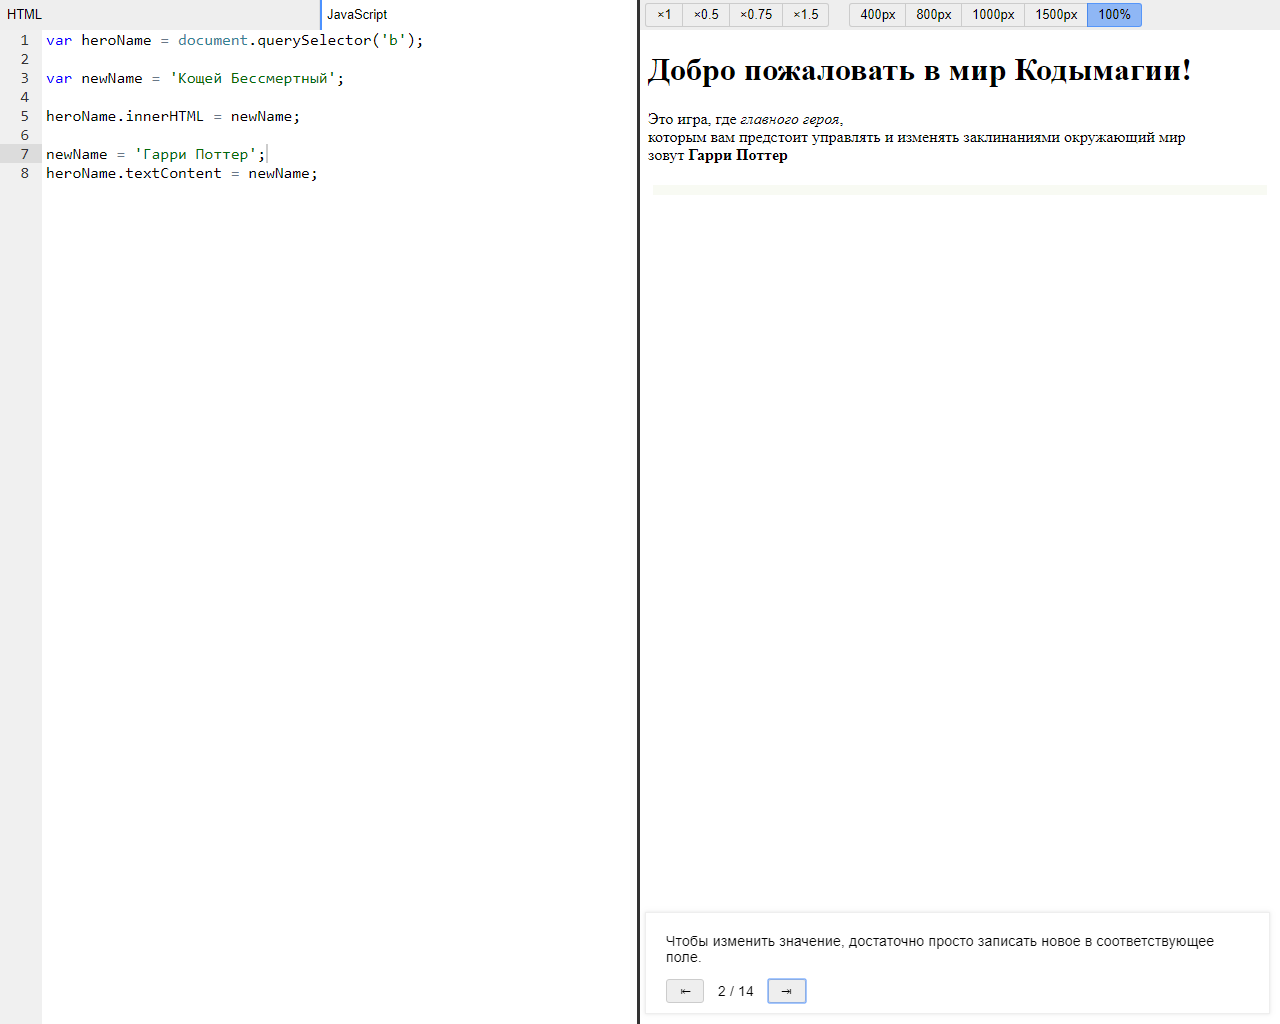 HTML
JavaScript
1 var heroName = document.querySelector('b');
2
3 var newName = 'Кощей Бессмертный';
4
5 heroName.innerHTML = newName;
6
7 newName = 'Гарри Поттер';
8 heroName.textContent = newName;
×1 ×0.5 ×0.75 ×1.5 400px 800px 1000px 1500px 100%
Добро пожаловать в мир Кодымагии!
Это игра, где главного героя,
которым вам предстоит управлять и изменять заклинаниями окружающий мир
зовут Гарри Поттер
Чтобы изменить значение, достаточно просто записать новое в соответствующее
поле.
⇤ 2 / 14 ⇥